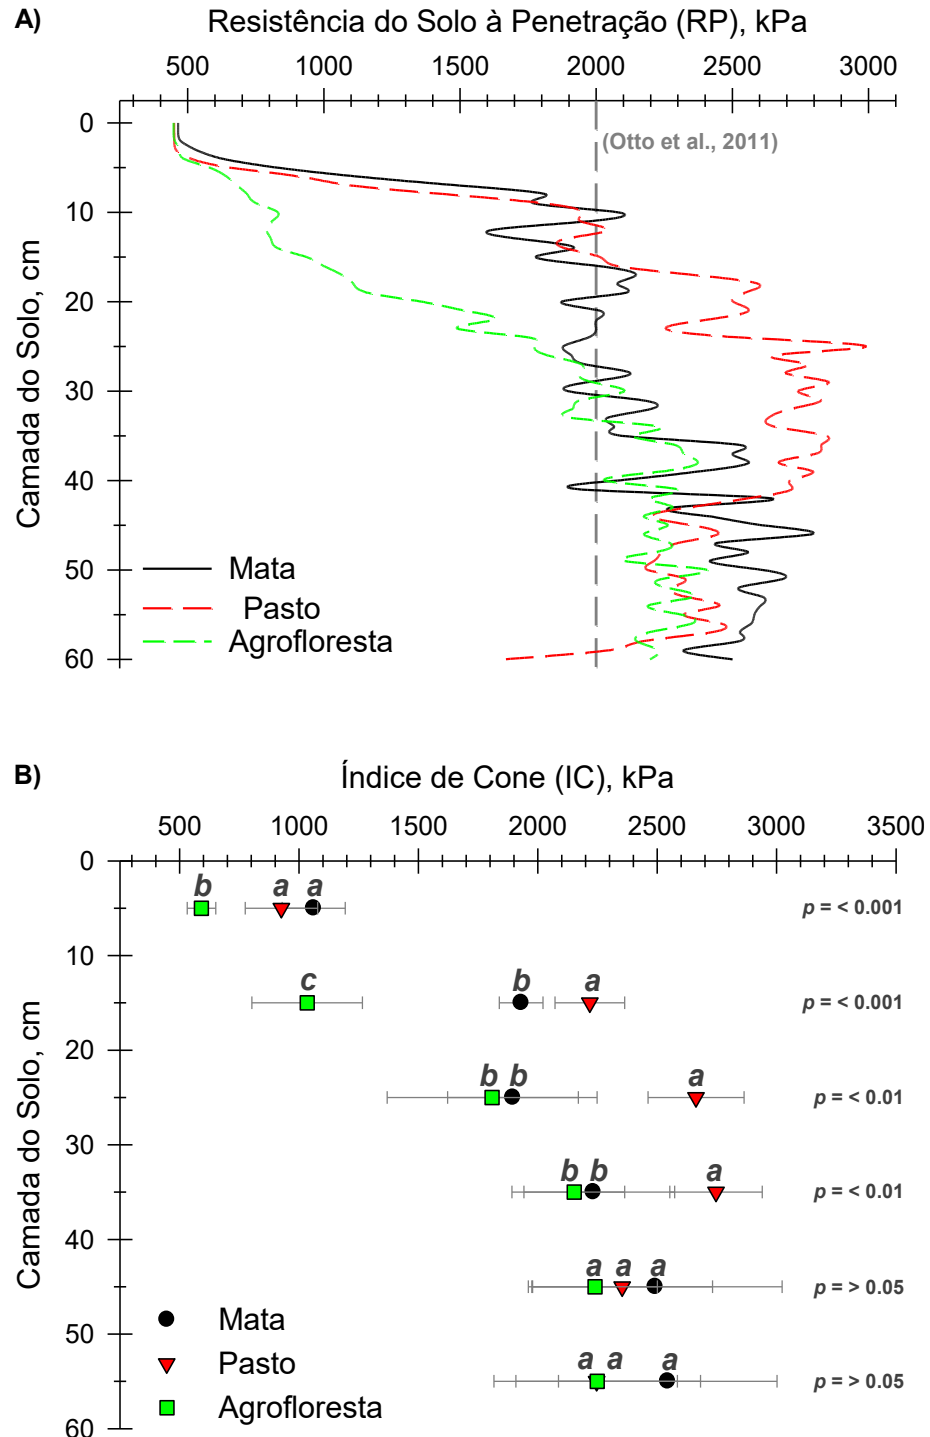 A)
Resistência do Solo à Penetração (RP), kPa
500 1000 1500 2000 2500 3000
0
(Otto et al., 2011)
10
20
30
40
50
60
Camada do Solo, cm
Mata
Pasto
Agrofloresta
B)
Índice de Cone (IC), kPa
500 1000 1500 2000 2500 3000 3500
0
b a a p = < 0.001
10
c b a p = < 0.001
20
b b a p = < 0.01
30
b b a p = < 0.01
40
a a a p = > 0.05
50
a a a p = > 0.05
60
Camada do Solo, cm
Mata
Pasto
Agrofloresta